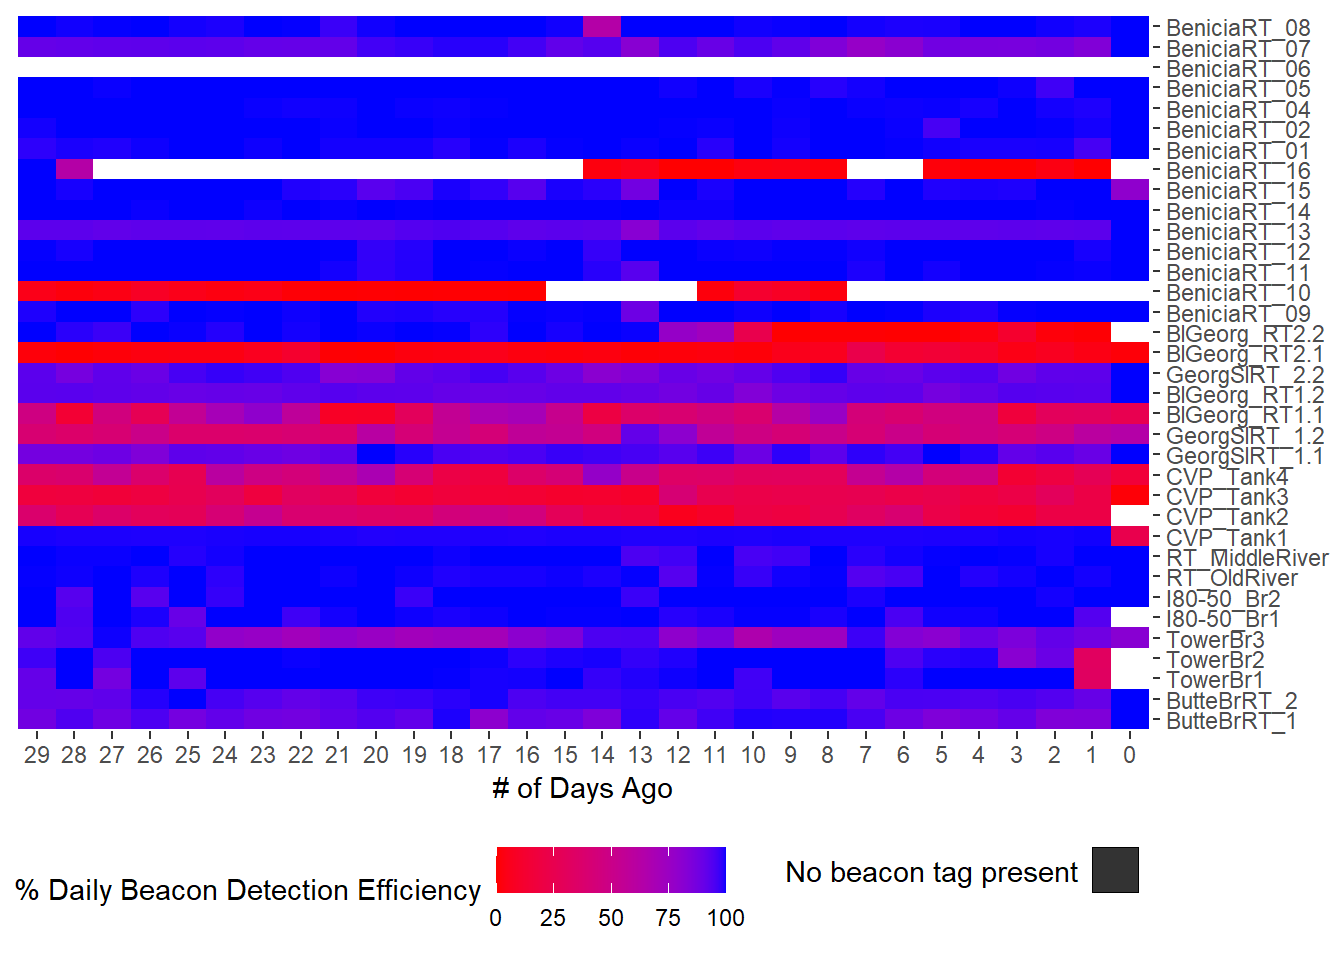 BeniciaRT_08
BeniciaRT_07
BeniciaRT_06
BeniciaRT_05
BeniciaRT_04
BeniciaRT_02
BeniciaRT_01
BeniciaRT_16
BeniciaRT_15
BeniciaRT_14
BeniciaRT_13
BeniciaRT_12
BeniciaRT_11
BeniciaRT_10
BeniciaRT_09
BlGeorg_RT2.2
BlGeorg_RT2.1
GeorgSlRT_2.2
BlGeorg_RT1.2
BlGeorg_RT1.1
GeorgSlRT_1.2
GeorgSlRT_1.1
CVP_Tank4
CVP_Tank3
CVP_Tank2
CVP_Tank1
RT_MiddleRiver
RT_OldRiver
I80-50_Br2
I80-50_Br1
TowerBr3
TowerBr2
TowerBr1
ButteBrRT_2
ButteBrRT_1
29 28 27 26 25 24 23 22 21 20 19 18 17 16 15 14 13 12 11 10 9 8 7 6 5 4 3 2 1 0
# of Days Ago
% Daily Beacon Detection Efficiency
0 25 50 75 100
No beacon tag present